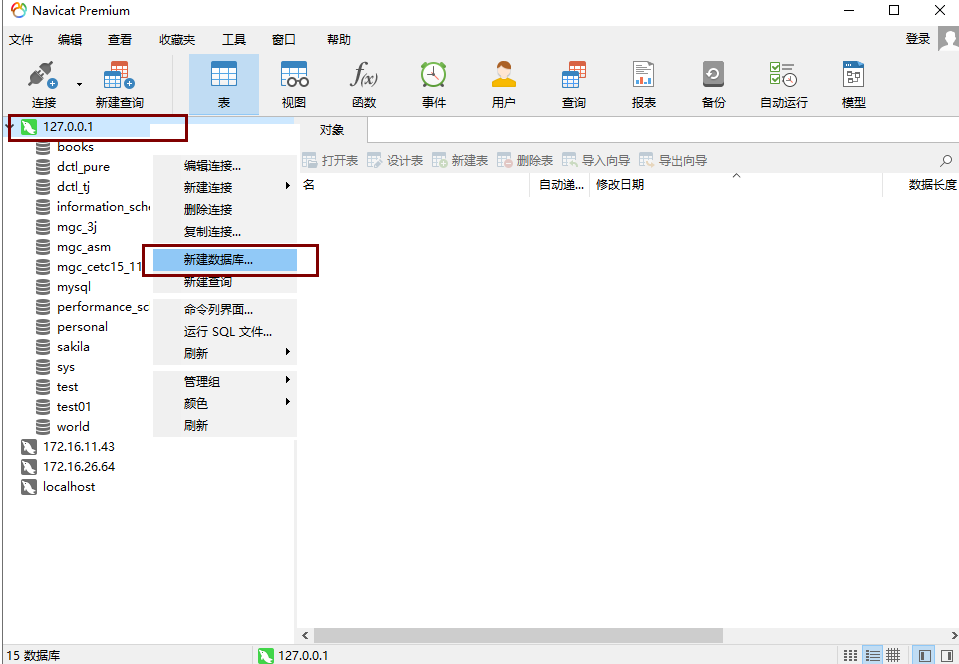 Navicat Premium
文件 编辑 查看 收藏夹 工具 窗口 帮助 登录
连接 新建查询 表 视图 函数 事件 用户 查询 报表 备份 自动运行 模型
f(x)
127.0.0.1
books
dctl_pure
dctl_tj
information_sche
mgc_3j
mgc_asm
mgc_cetc15_11
mysql
performance_sc
personal
sakila
sys
test
test01
world
172.16.11.43
172.16.26.64
localhost
编辑连接...
新建连接
删除连接
复制连接...
新建数据库...
新建查询
命令列界面...
运行 SQL 文件...
刷新
管理组
颜色
刷新
对象
打开表 设计表 新建表 删除表 导入向导 导出向导
名 自动递... 修改日期 数据长度
15 数据库 127.0.0.1